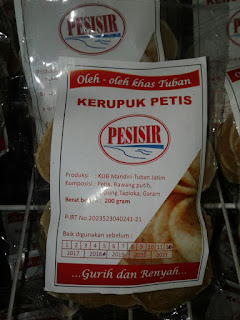 PESISIR
Oleh - oleh khas Tuban
KERUPUK PETIS
PESISIR
Produksi : KUB Mandiri Tuban Jatim
Komposisi : Petis, Bawang putih,
Tepung Tapioka, Garam
Berat bersih : 200 gram
P-IRT No.2023523040241-21
Baik digunakan sebelum :
1 2 3 4 5 6 7 8 9 10 11 12
2017 2018 2019 2020 2021
...Gurih dan Renyah...